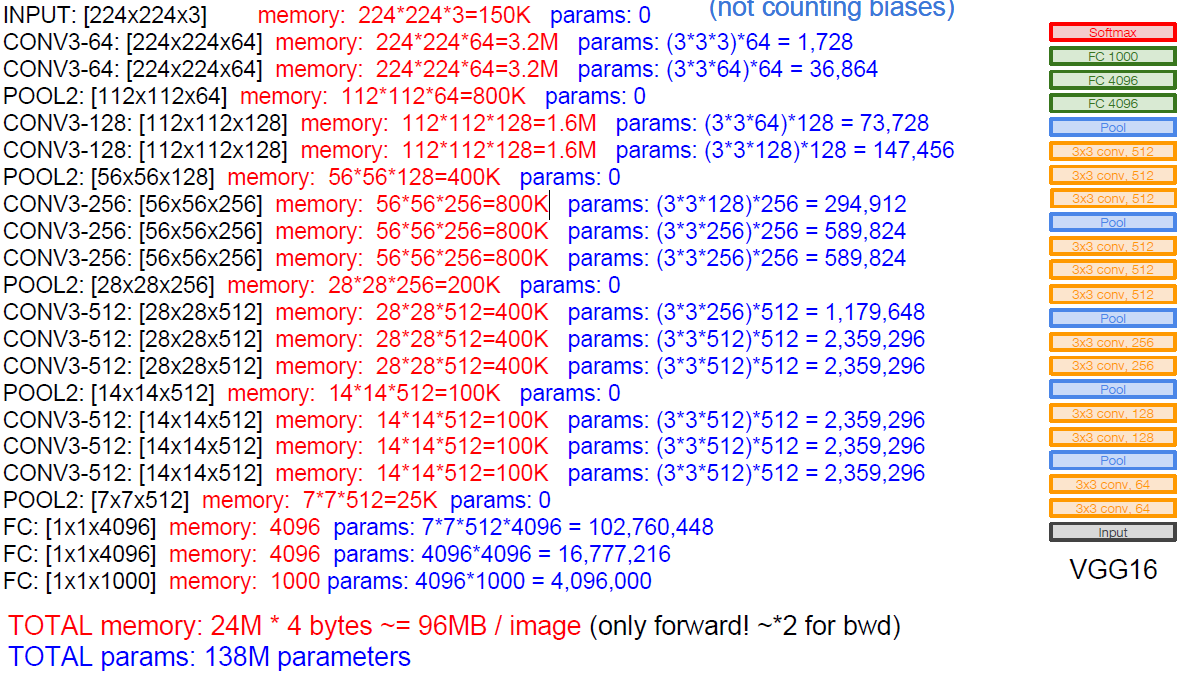 (not counting biases)
INPUT: [224x224x3] memory: 224*224*3=150K params: 0
CONV3-64: [224x224x64] memory: 224*224*64=3.2M params: (3*3*3)*64 = 1,728
CONV3-64: [224x224x64] memory: 224*224*64=3.2M params: (3*3*64)*64 = 36,864
POOL2: [112x112x64] memory: 112*112*64=800K params: 0
CONV3-128: [112x112x128] memory: 112*112*128=1.6M params: (3*3*64)*128 = 73,728
CONV3-128: [112x112x128] memory: 112*112*128=1.6M params: (3*3*128)*128 = 147,456
POOL2: [56x56x128] memory: 56*56*128=400K params: 0
CONV3-256: [56x56x256] memory: 56*56*256=800K params: (3*3*128)*256 = 294,912
CONV3-256: [56x56x256] memory: 56*56*256=800K params: (3*3*256)*256 = 589,824
CONV3-256: [56x56x256] memory: 56*56*256=800K params: (3*3*256)*256 = 589,824
POOL2: [28x28x256] memory: 28*28*256=200K params: 0
CONV3-512: [28x28x512] memory: 28*28*512=400K params: (3*3*256)*512 = 1,179,648
CONV3-512: [28x28x512] memory: 28*28*512=400K params: (3*3*512)*512 = 2,359,296
CONV3-512: [28x28x512] memory: 28*28*512=400K params: (3*3*512)*512 = 2,359,296
POOL2: [14x14x512] memory: 14*14*512=100K params: 0
CONV3-512: [14x14x512] memory: 14*14*512=100K params: (3*3*512)*512 = 2,359,296
CONV3-512: [14x14x512] memory: 14*14*512=100K params: (3*3*512)*512 = 2,359,296
CONV3-512: [14x14x512] memory: 14*14*512=100K params: (3*3*512)*512 = 2,359,296
POOL2: [7x7x512] memory: 7*7*512=25K params: 0
FC: [1x1x4096] memory: 4096 params: 7*7*512*4096 = 102,760,448
FC: [1x1x4096] memory: 4096 params: 4096*4096 = 16,777,216
FC: [1x1x1000] memory: 1000 params: 4096*1000 = 4,096,000
TOTAL memory: 24M * 4 bytes ~= 96MB / image (only forward! ~*2 for bwd)
TOTAL params: 138M parameters
Softmax
FC 1000
FC 4096
FC 4096
Pool
3x3 conv, 512
3x3 conv, 512
3x3 conv, 512
Pool
3x3 conv, 512
3x3 conv, 512
3x3 conv, 512
Pool
3x3 conv, 256
3x3 conv, 256
Pool
3x3 conv, 128
3x3 conv, 128
Pool
3x3 conv, 64
3x3 conv, 64
Input
VGG16